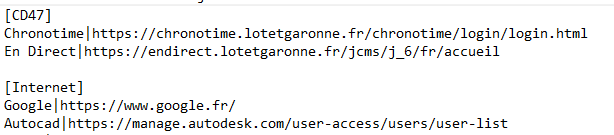 [CD47]
Chronotime|https://chronotime.lotetgaronne.fr/chronotime/login/login.html
En Direct|https://endirect.lotetgaronne.fr/jcms/j_6/fr/accueil
[Internet]
Google|https://www.google.fr/
Autocad|https://manage.autodesk.com/user-access/users/user-list